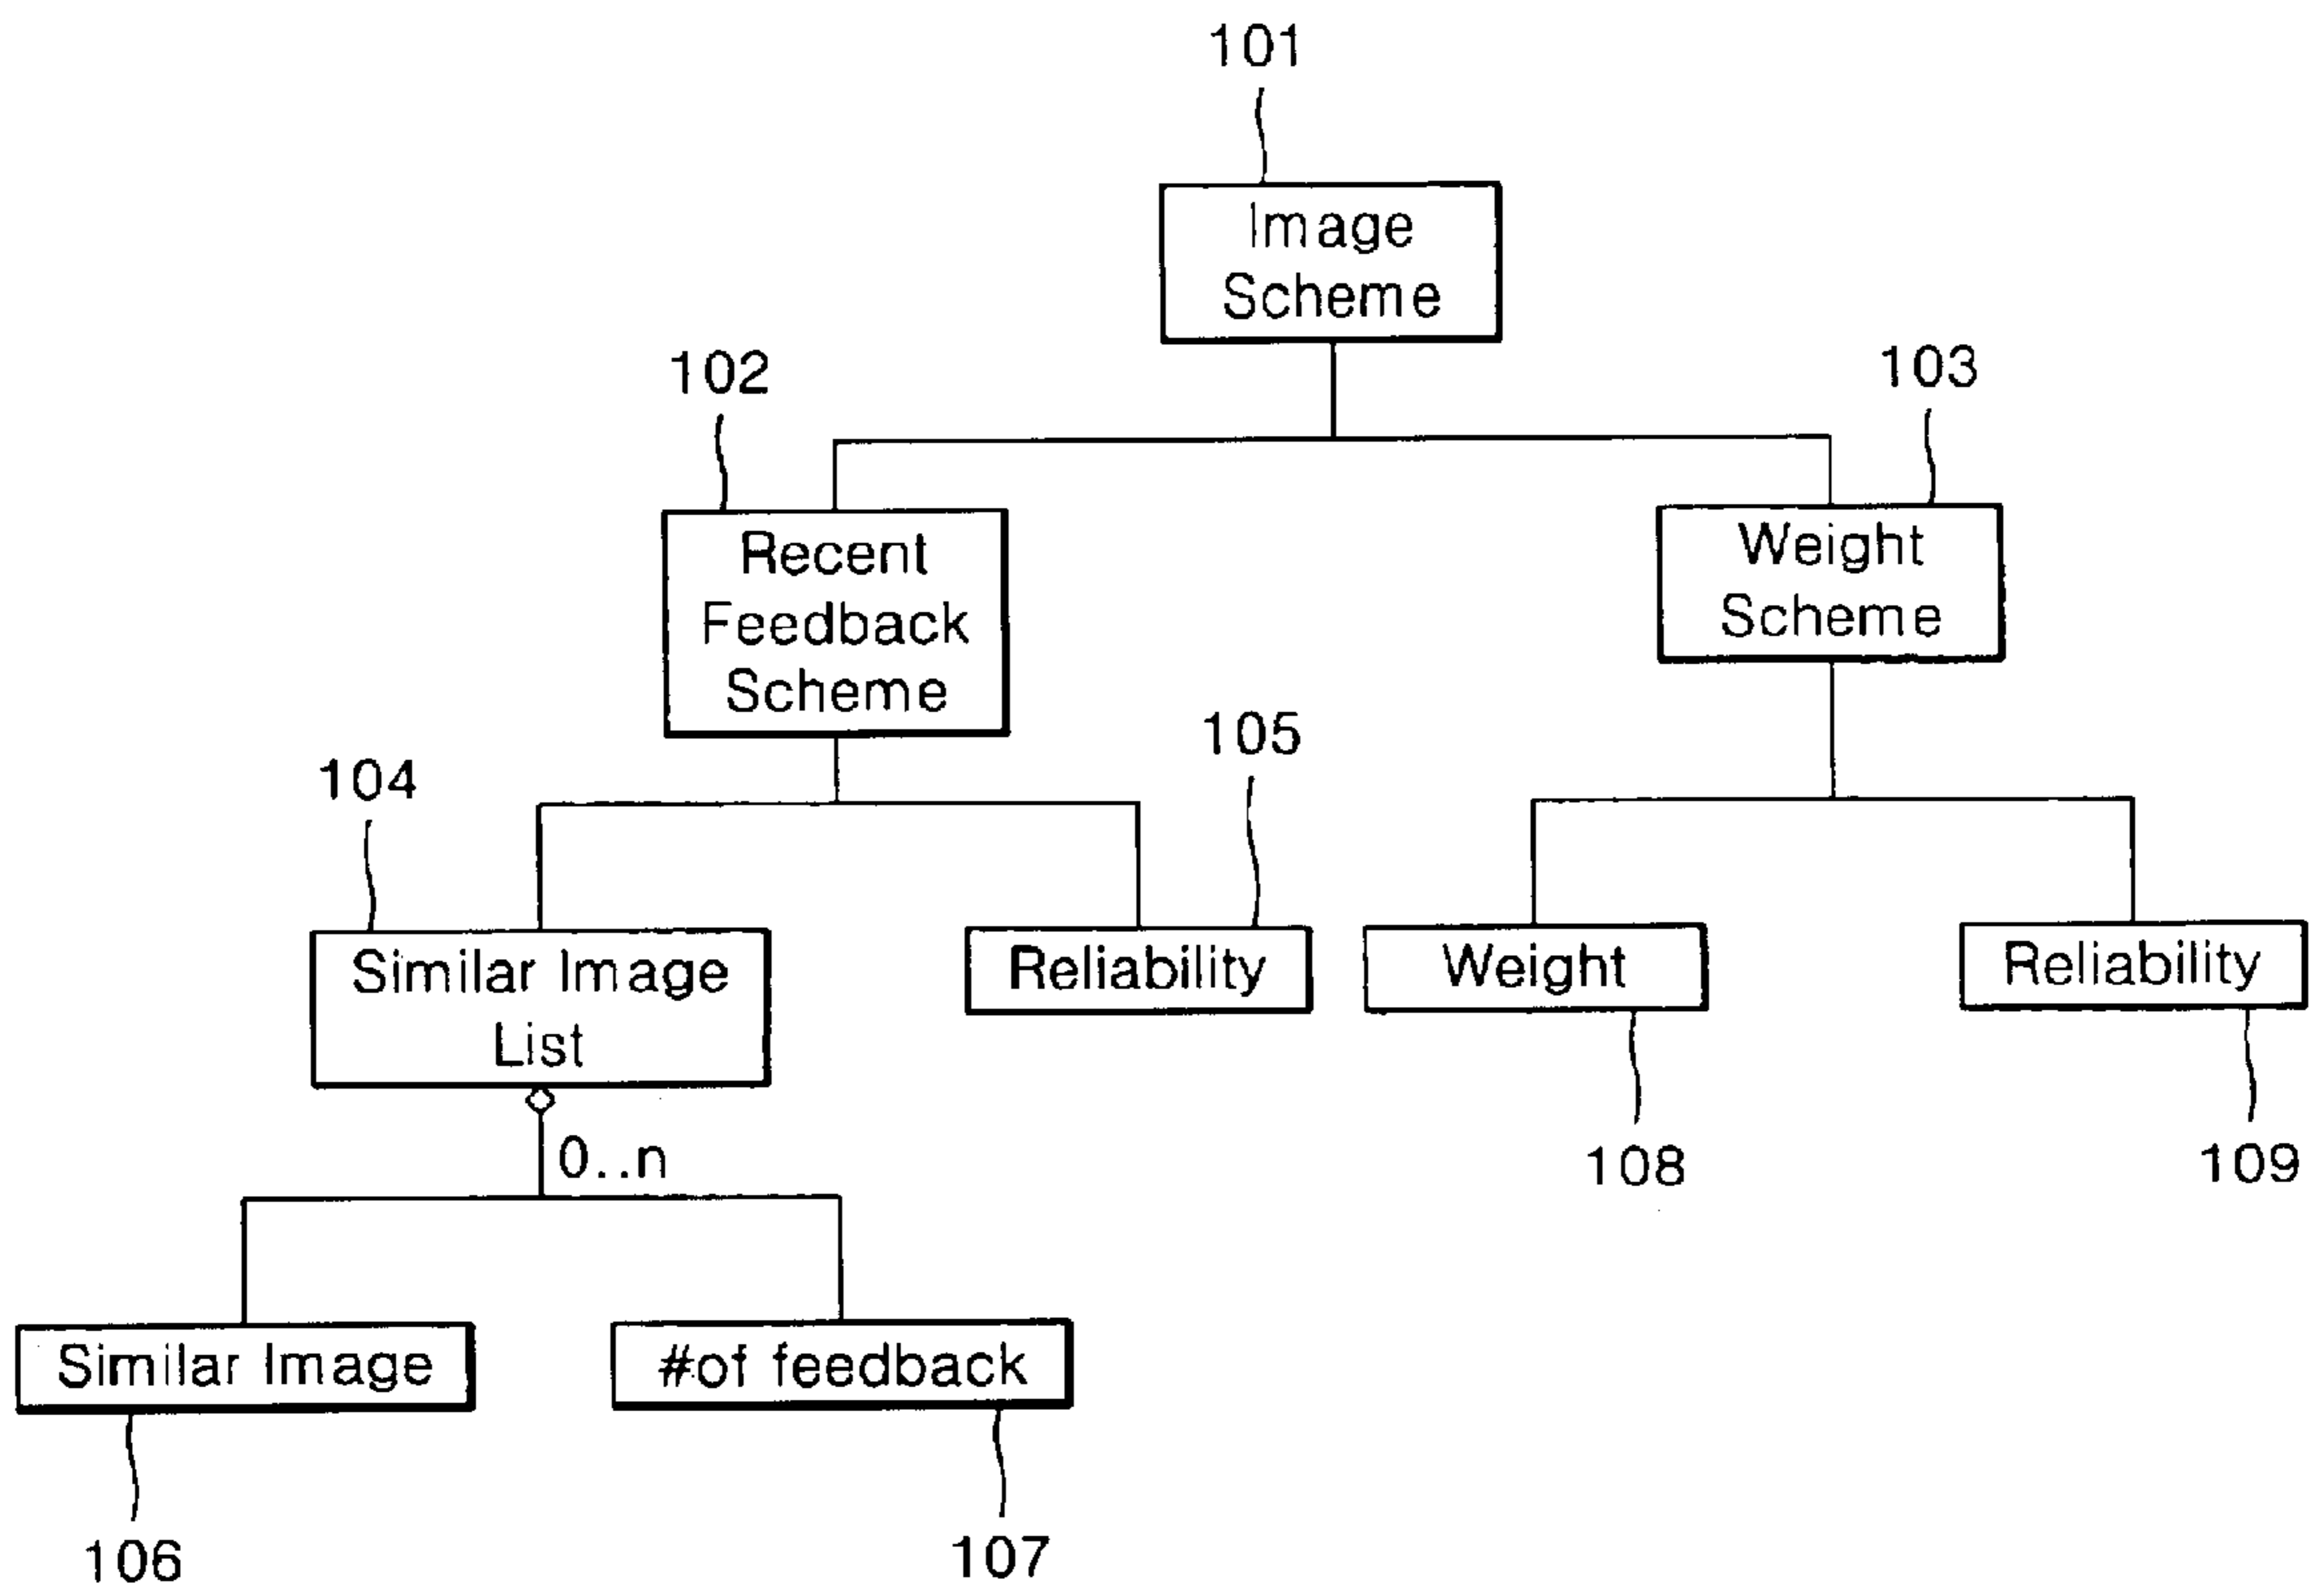 101
Image
Scheme
102
103
Recent
Feedback
Scheme
Weight
Scheme
104
105
Similar Image
List
Reliability
Weight
Reliability
0..n
108
109
Similar Image
#of feedback
106
107